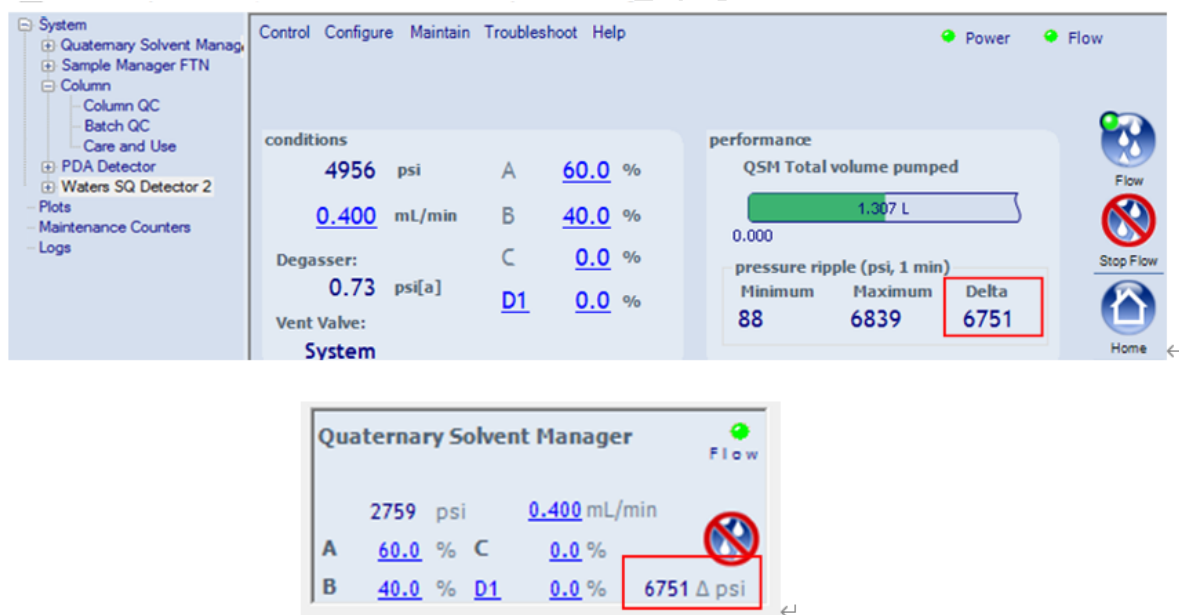 System
Quaternary Solvent Manag
Sample Manager FTN
Column
Column QC
Batch QC
Care and Use
PDA Detector
Waters SQ Detector 2
Plots
Maintenance Counters
Logs
Control Configure Maintain Troubleshoot Help
Power Flow
conditions
4956 psi A 60.0 %
0.400 mL/min B 40.0 %
Degasser: C 0.0 %
0.73 psi[a] D1 0.0 %
Vent Valve:
System
performance
QSM Total volume pumped
1.307 L
0.000
pressure ripple (psi, 1 min)
Minimum Maximum Delta
88 6839 6751
Flow
Stop Flow
Home
Quaternary Solvent Manager
Flow
2759 psi 0.400 mL/min
A 60.0 % C 0.0 %
B 40.0 % D1 0.0 % 6751 Δ psi